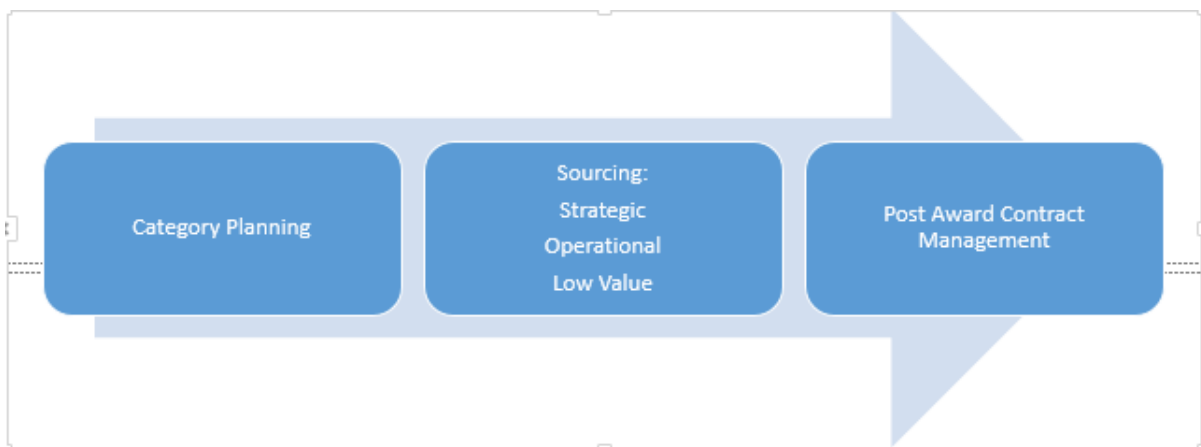 Category Planning
Sourcing:
Strategic
Operational
Low Value
Post Award Contract
Management